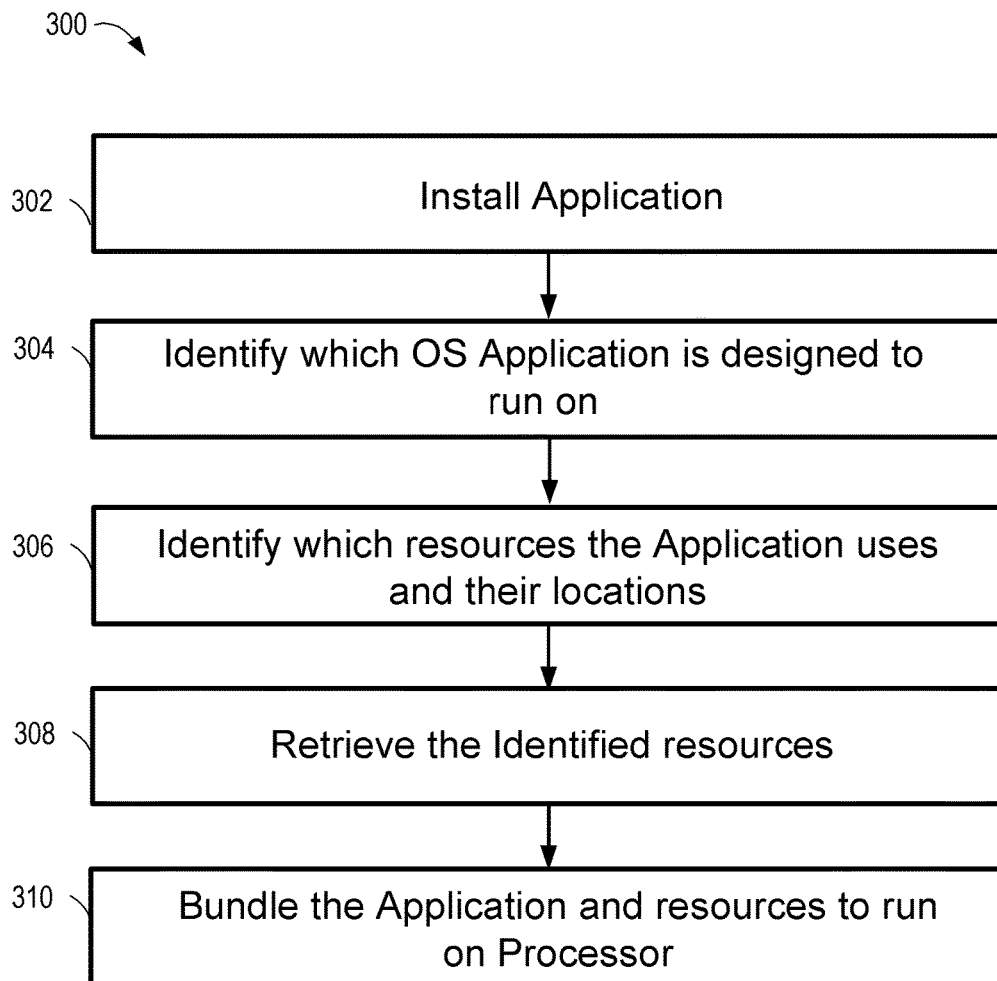 300
302
Install Application
304
Identify which OS Application is designed to
run on
306
Identify which resources the Application uses
and their locations
308
Retrieve the Identified resources
310
Bundle the Application and resources to run
on Processor